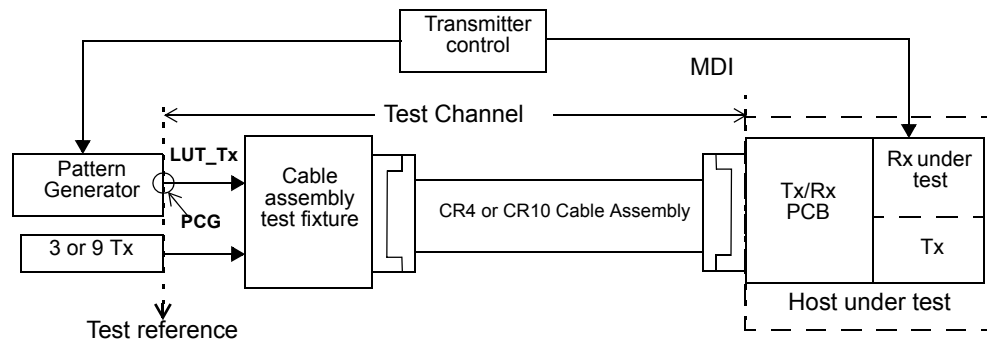 Transmitter
control
MDI
Test Channel
Pattern
Generator
LUT_Tx
PCG
3 or 9 Tx
Cable
assembly
test fixture
CR4 or CR10 Cable Assembly
Tx/Rx
PCB
Rx under
test
Tx
Host under test
Test reference